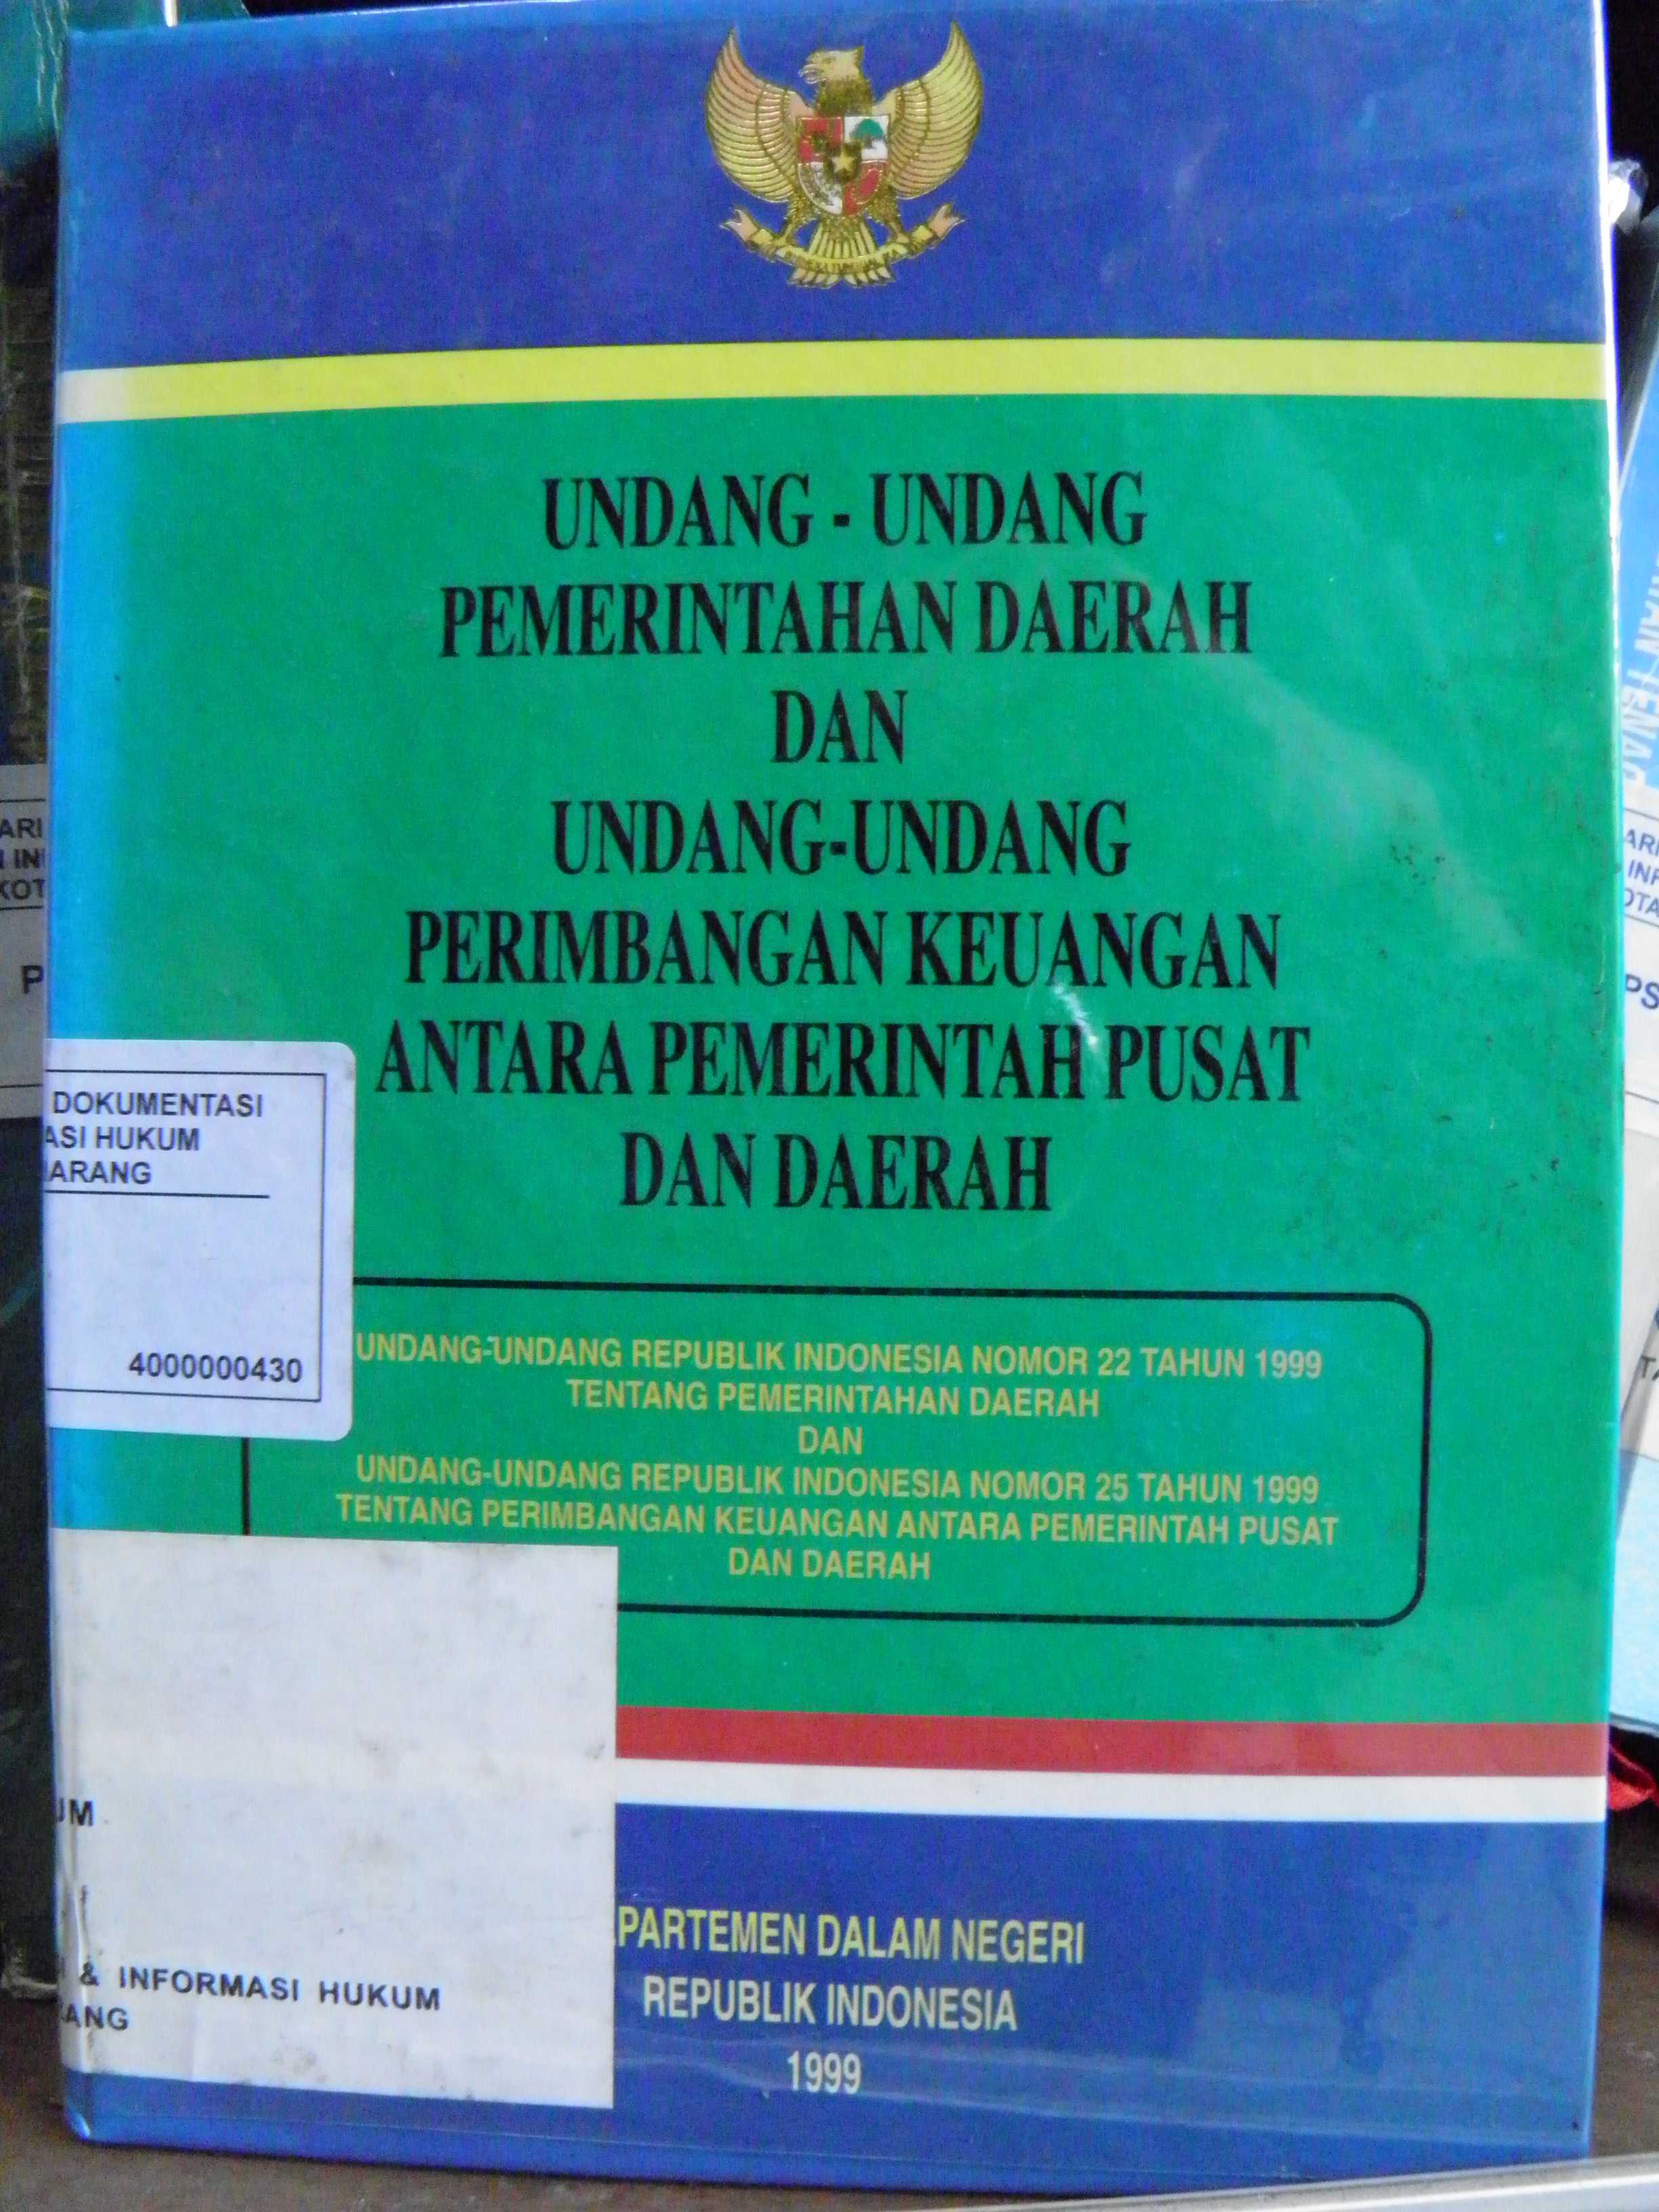 UNDANG - UNDANG
PEMERINTAHAN DAERAH
DAN
UNDANG-UNDANG
PERIMBANGAN KEUANGAN
ANTARA PEMERINTAH PUSAT
DAN DAERAH
DOKUMENTASI
ASI HUKUM
ARANG
4000000430
UNDANG-UNDANG REPUBLIK INDONESIA NOMOR 22 TAHUN 1999
TENTANG PEMERINTAHAN DAERAH
DAN
UNDANG-UNDANG REPUBLIK INDONESIA NOMOR 25 TAHUN 1999
TENTANG PERIMBANGAN KEUANGAN ANTARA PEMERINTAH PUSAT
DAN DAERAH
UM
& INFORMASI HUKUM
ANG
PARTEMEN DALAM NEGERI
REPUBLIK INDONESIA
1999